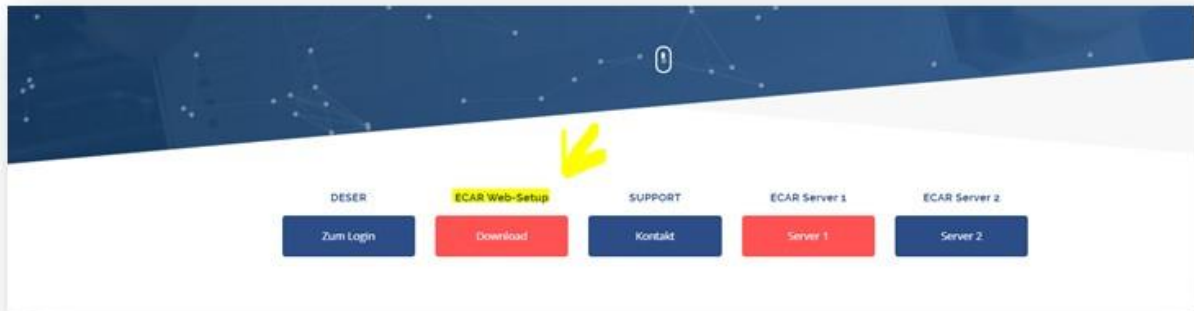 DESER
ECAR Web-Setup
SUPPORT
ECAR Server 1
ECAR Server 2
Zum Login
Download
Kontakt
Server 1
Server 2